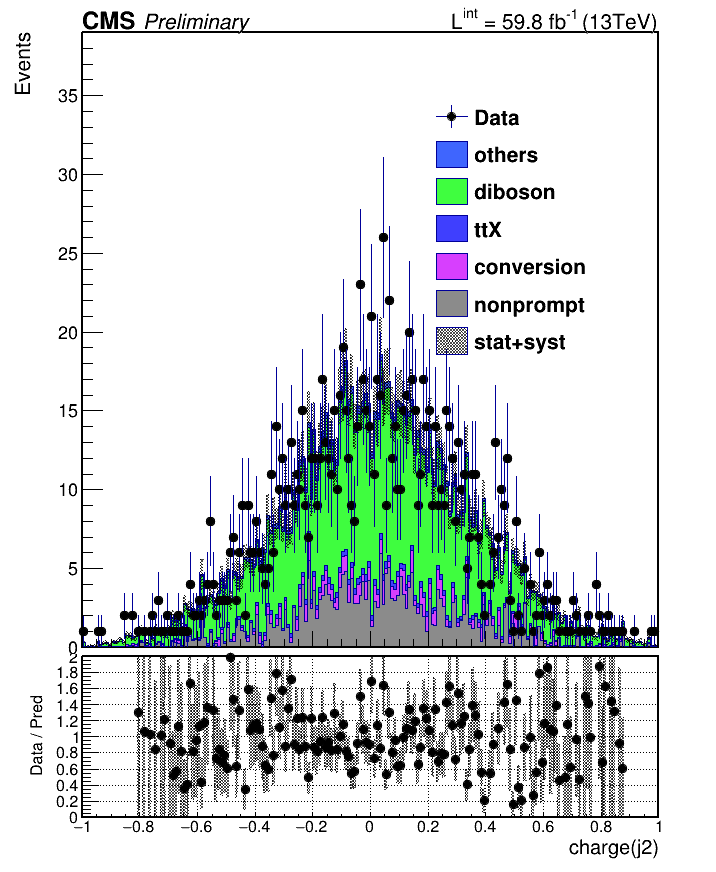 CMS Preliminary L^int = 59.8 fb^-1 (13TeV)
Events
35
30
25
20
15
10
5
0
Data
others
diboson
ttX
conversion
nonprompt
stat+syst
Data / Pred
2
1.8
1.6
1.4
1.2
1
0.8
0.6
0.4
0.2
0
−1 −0.8 −0.6 −0.4 −0.2 0 0.2 0.4 0.6 0.8 1
charge(j2)